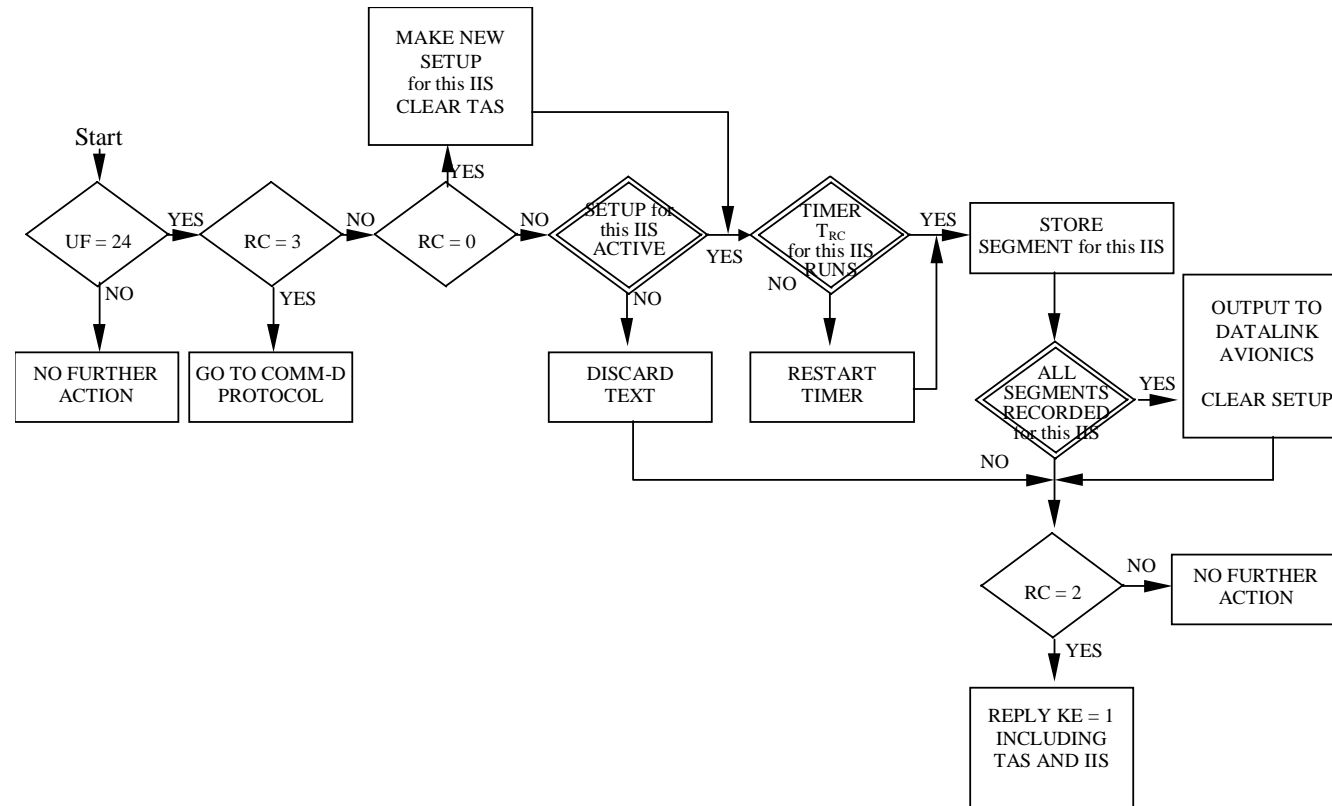 MAKE NEW
SETUP
for this IIS
CLEAR TAS
Start
YES
UF = 24
YES
RC = 3
NO
RC = 0
NO
SETUP for
this IIS
ACTIVE
YES
TIMER
TRC
for this IIS
RUNS
YES
STORE
SEGMENT for this IIS
NO
YES
NO
NO
NO FURTHER
ACTION
GO TO COMM-D
PROTOCOL
DISCARD
TEXT
RESTART
TIMER
ALL
SEGMENTS
RECORDED
for this IIS
YES
OUTPUT TO
DATALINK
AVIONICS
CLEAR SETUP
NO
RC = 2
NO
NO FURTHER
ACTION
YES
REPLY KE = 1
INCLUDING
TAS AND IIS